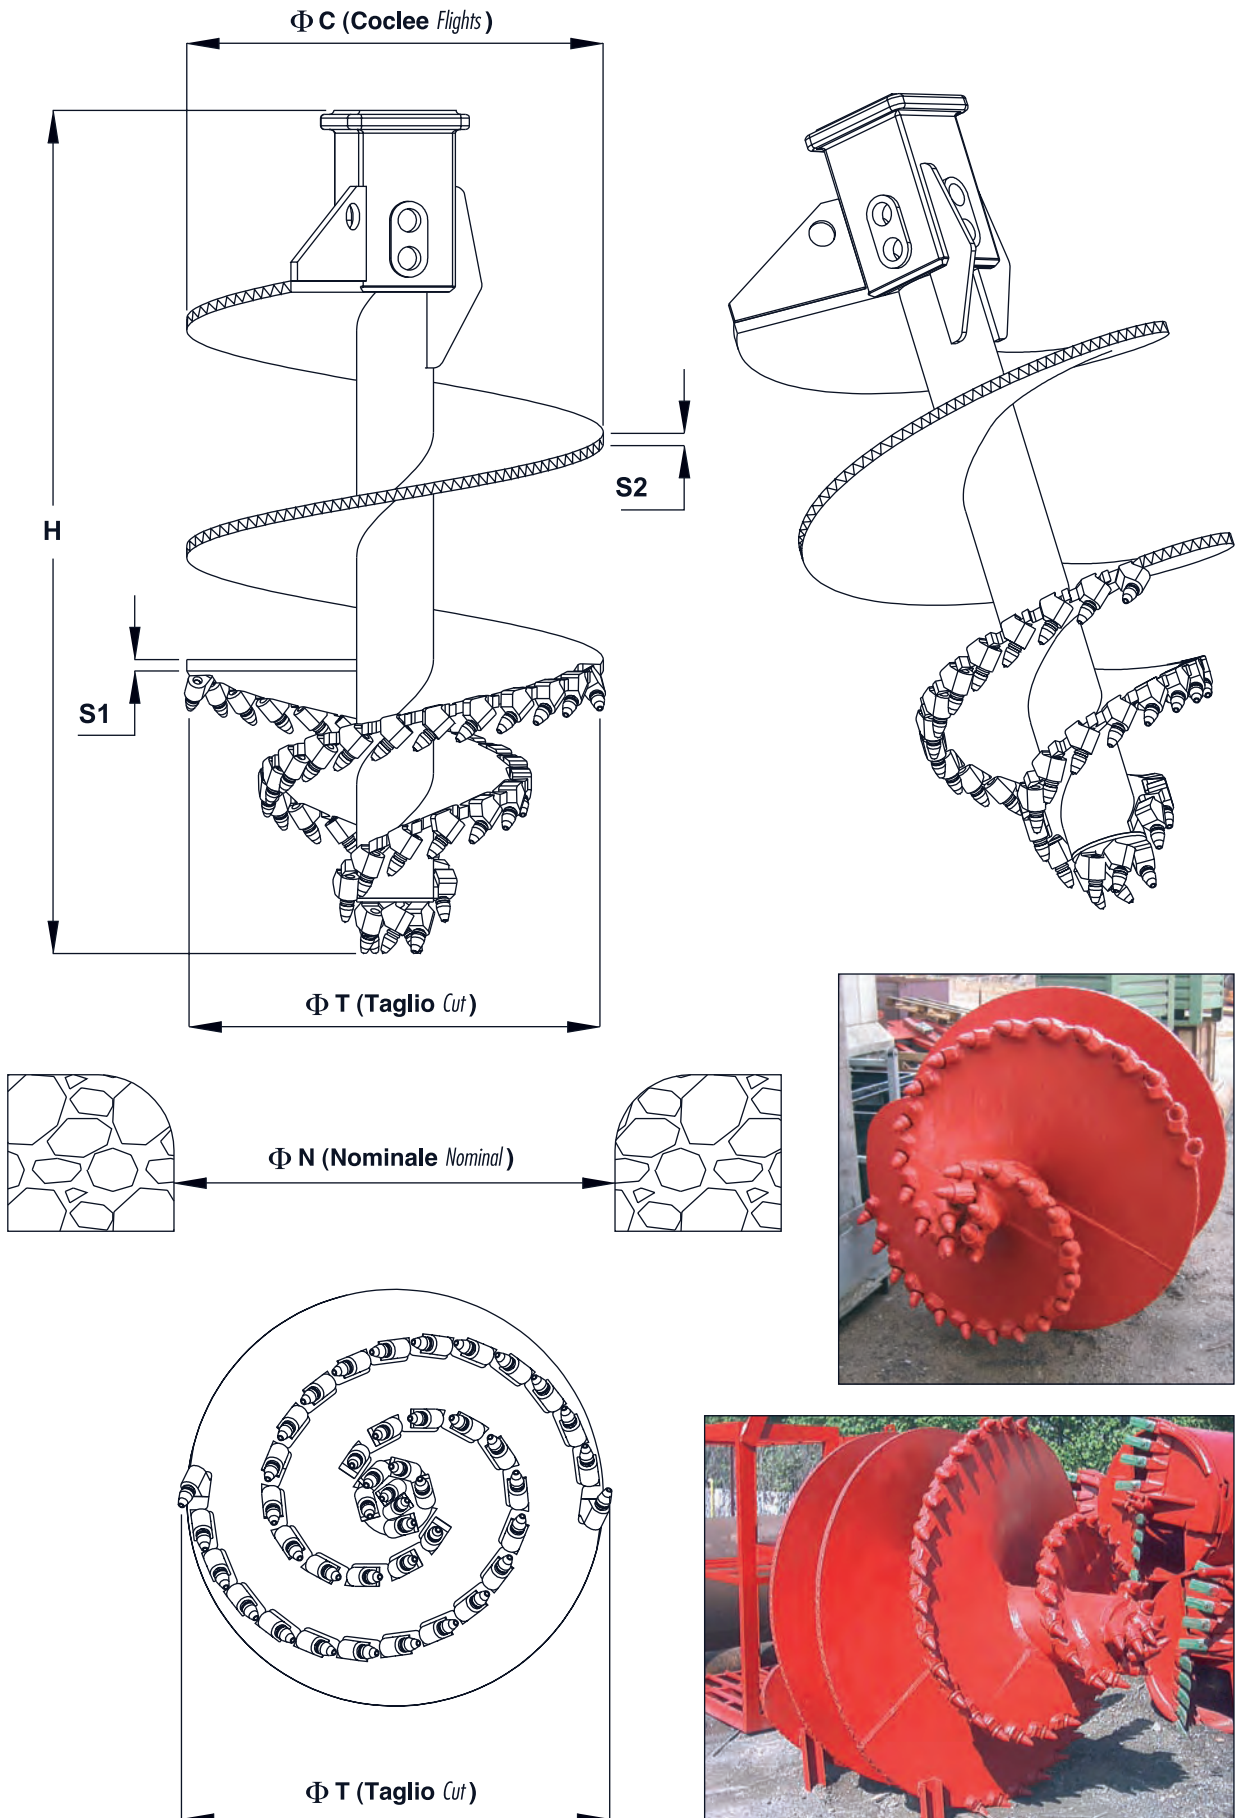 Φ C (Coclee Flights)
H
S2
S1
Φ T (Taglio Cut)
Φ N (Nominale Nominal)
Φ T (Taglio Cut)